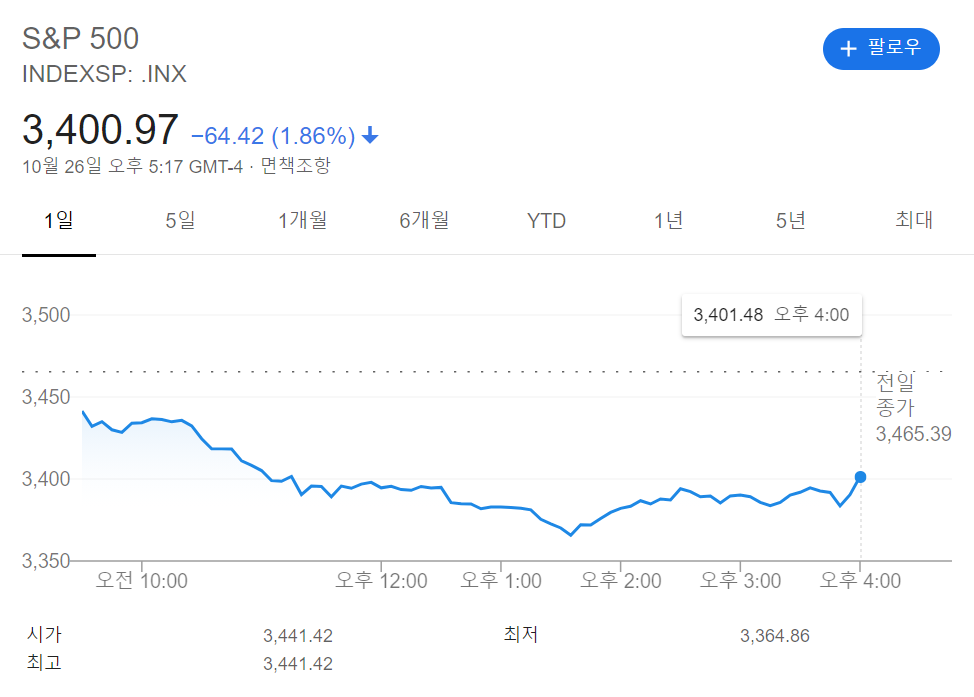 S&P 500
+ 팔로우
INDEXSP: .INX
3,400.97 −64.42 (1.86%) ↓
10월 26일 오후 5:17 GMT-4 · 면책조항
1일 5일 1개월 6개월 YTD 1년 5년 최대
3,500
3,401.48 오후 4:00
3,450
전일
종가
3,465.39
3,400
3,350
오전 10:00 오후 12:00 오후 1:00 오후 2:00 오후 3:00 오후 4:00
시가 3,441.42 최저 3,364.86
최고 3,441.42